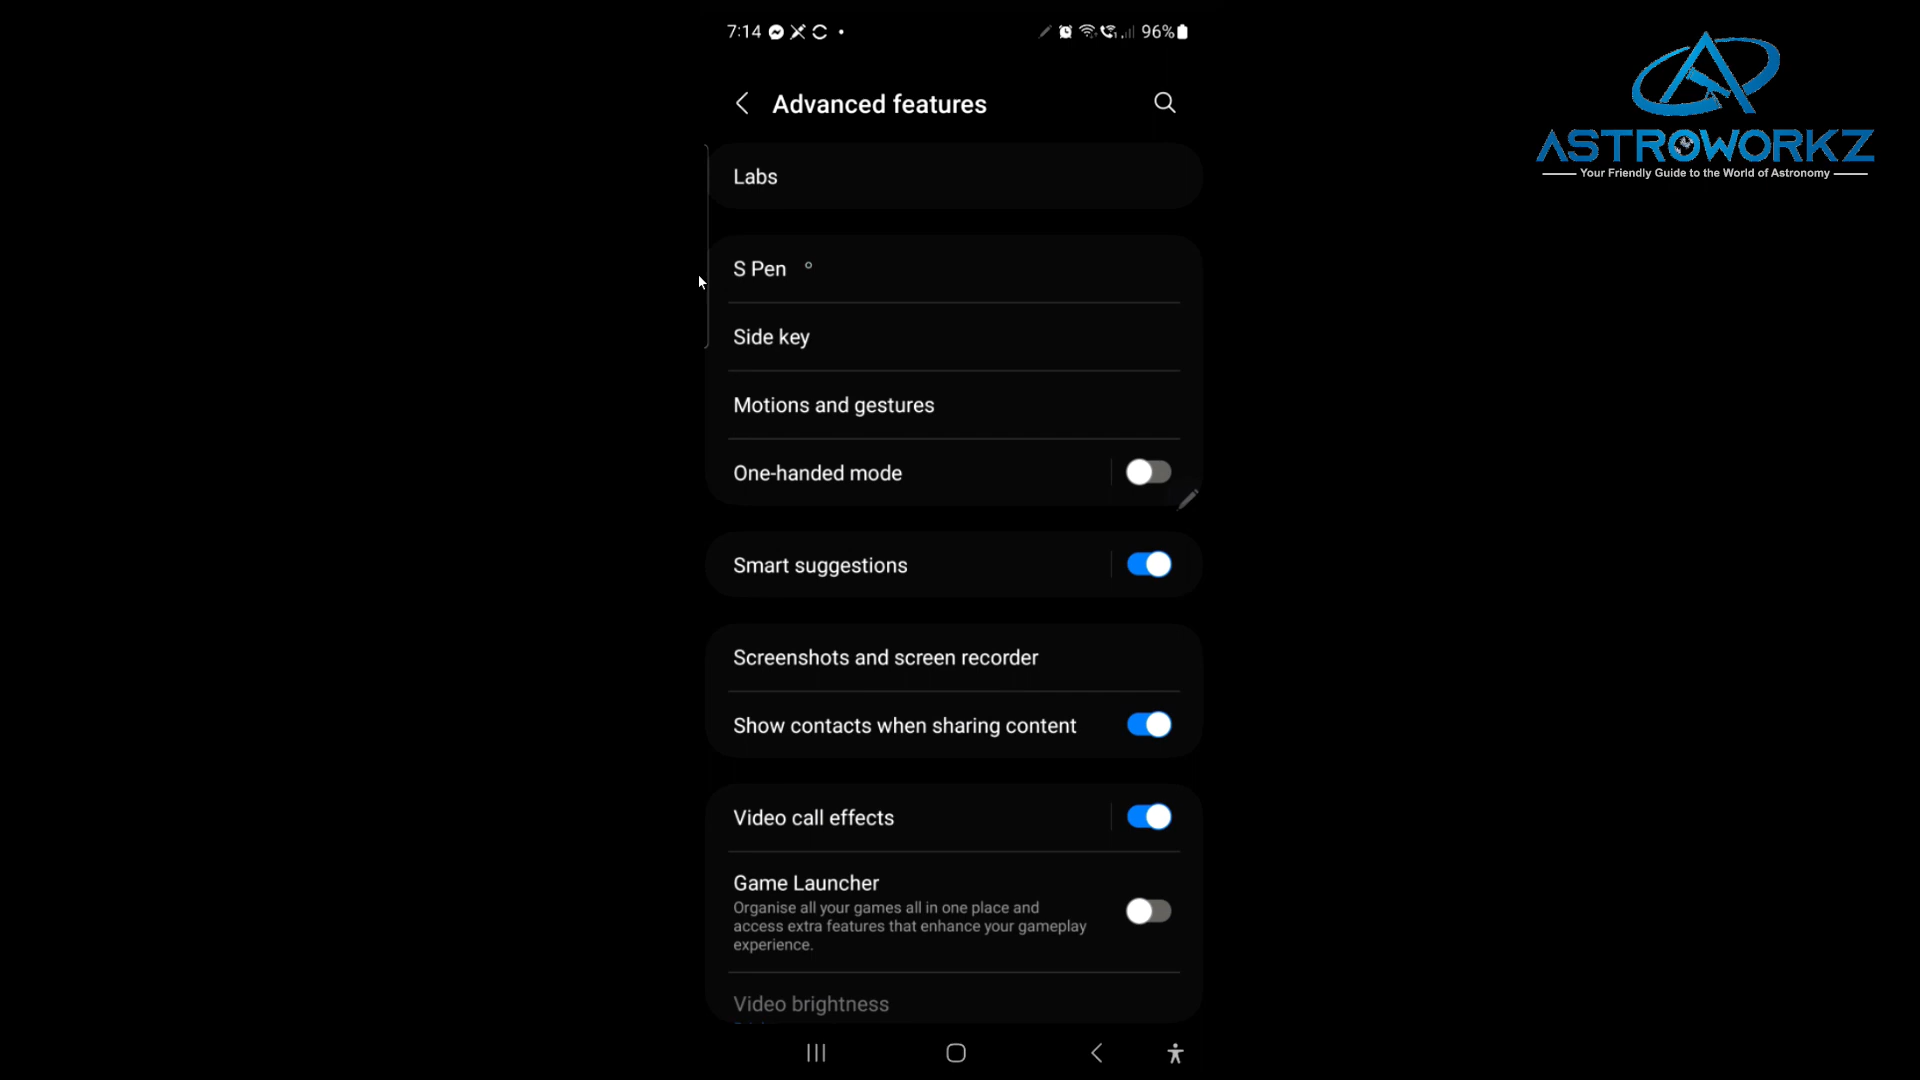 7:14
96%
Advanced features
Labs
S Pen
Side key
Motions and gestures
One-handed mode
Smart suggestions
Screenshots and screen recorder
Show contacts when sharing content
Video call effects
Game Launcher
Organise all your games all in one place and
access extra features that enhance your gameplay
experience.
Video brightness
ASTROWORKZ
Your Friendly Guide to the World of Astronomy